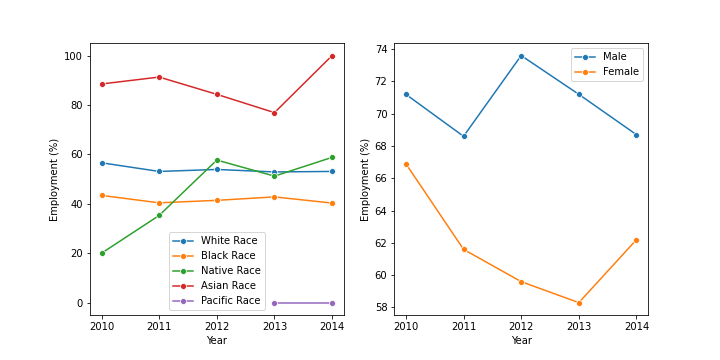 100
80
60
40
20
0
Employment (%)
2010 2011 2012 2013 2014
Year
White Race
Black Race
Native Race
Asian Race
Pacific Race
74
72
70
68
66
64
62
60
58
Employment (%)
2010 2011 2012 2013 2014
Year
Male
Female